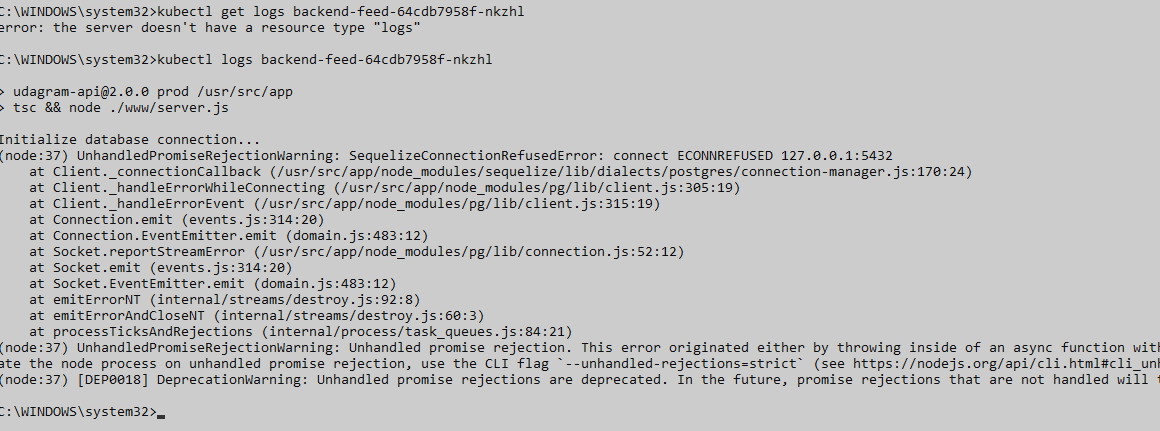 C:\WINDOWS\system32>kubectl get logs backend-feed-64cdb7958f-nkzhl
error: the server doesn't have a resource type "logs"
C:\WINDOWS\system32>kubectl logs backend-feed-64cdb7958f-nkzhl
> udagram-api@2.0.0 prod /usr/src/app
> tsc && node ./www/server.js
Initialize database connection...
(node:37) UnhandledPromiseRejectionWarning: SequelizeConnectionRefusedError: connect ECONNREFUSED 127.0.0.1:5432
at Client._connectionCallback (/usr/src/app/node_modules/sequelize/lib/dialects/postgres/connection-manager.js:170:24)
at Client._handleErrorWhileConnecting (/usr/src/app/node_modules/pg/lib/client.js:305:19)
at Client._handleErrorEvent (/usr/src/app/node_modules/pg/lib/client.js:315:19)
at Connection.emit (events.js:314:20)
at Connection.EventEmitter.emit (domain.js:483:12)
at Socket.reportStreamError (/usr/src/app/node_modules/pg/lib/connection.js:52:12)
at Socket.emit (events.js:314:20)
at Socket.EventEmitter.emit (domain.js:483:12)
at emitErrorNT (internal/streams/destroy.js:92:8)
at emitErrorAndCloseNT (internal/streams/destroy.js:60:3)
at processTicksAndRejections (internal/process/task_queues.js:84:21)
(node:37) UnhandledPromiseRejectionWarning: Unhandled promise rejection. This error originated either by throwing inside of an async function wit
ate the node process on unhandled promise rejection, use the CLI flag `--unhandled-rejections=strict` (see https://nodejs.org/api/cli.html#cli_un
(node:37) [DEP0018] DeprecationWarning: Unhandled promise rejections are deprecated. In the future, promise rejections that are not handled will
C:\WINDOWS\system32>